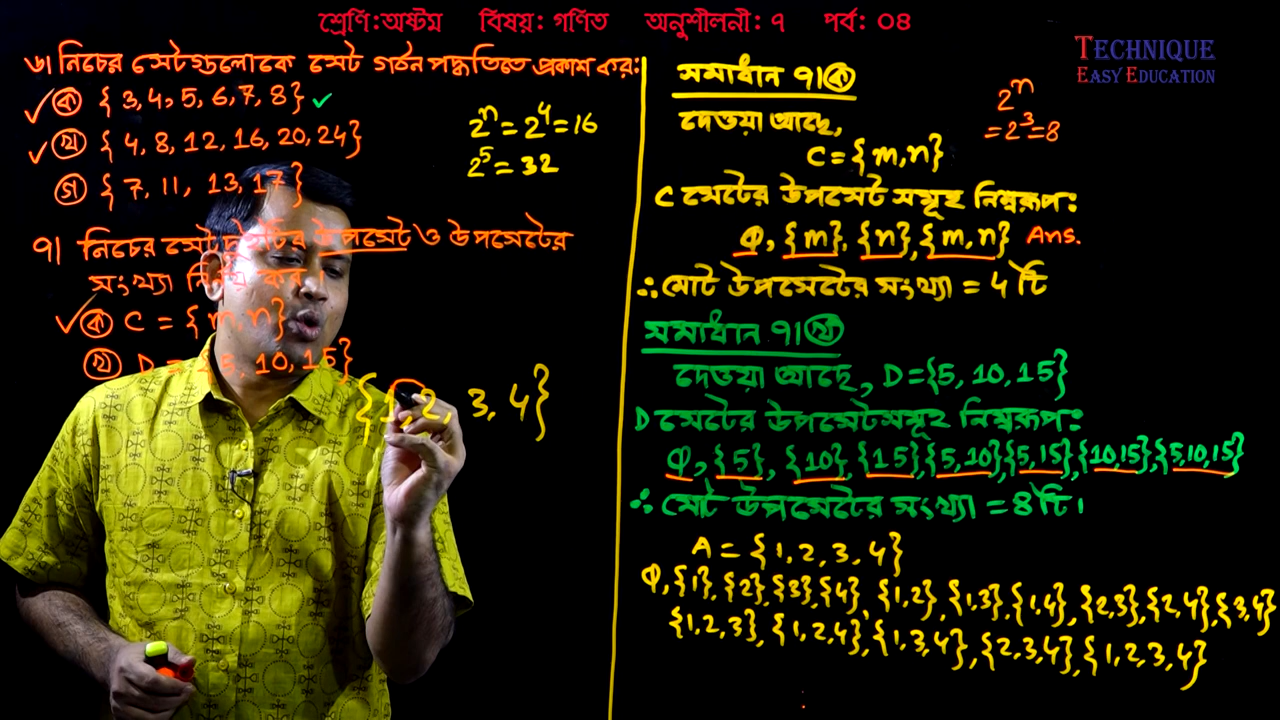 শ্রেণি:অষ্টম বিষয়: গণিত অনুশীলনী: ৭ পর্ব: ০৪
TECHNIQUE
EASY EDUCATION
৬। নিচের সেটগুলোকে সেট গঠন পদ্ধতিতে প্রকাশ কর:
ক {3,4,5,6,7,8}
খ {4, 8, 12, 16, 20, 24}
গ {7, 11, 13, 17}
2ⁿ = 2⁴ = 16
2⁵ = 32
৭। নিচের সেট দুইটির উপসেট ও উপসেটের
সংখ্যা নির্ণয় কর।
ক C = {m, n}
খ D = {5, 10, 15}
{1, 2, 3, 4}
সমাধান ৭।ক
দেওয়া আছে,
C = {m, n}
2ⁿ
= 2³ = 8
C সেটের উপসেট সমূহ নিম্নরূপ:
φ, {m}, {n}, {m, n} Ans.
∴ মোট উপসেটের সংখ্যা = 4 টি
সমাধান ৭।খ
দেওয়া আছে, D={5, 10, 15}
D সেটের উপসেটসমূহ নিম্নরূপ:
φ, {5}, {10}, {15}, {5,10}, {5,15}, {10,15}, {5,10,15}
∴ মোট উপসেটের সংখ্যা = 8 টি।
A = {1, 2, 3, 4}
φ, {1}, {2}, {3}, {4}, {1,2}, {1,3}, {1,4}, {2,3}, {2,4}, {3,4}
{1,2,3}, {1,2,4}, {1,3,4}, {2,3,4}, {1,2,3,4}